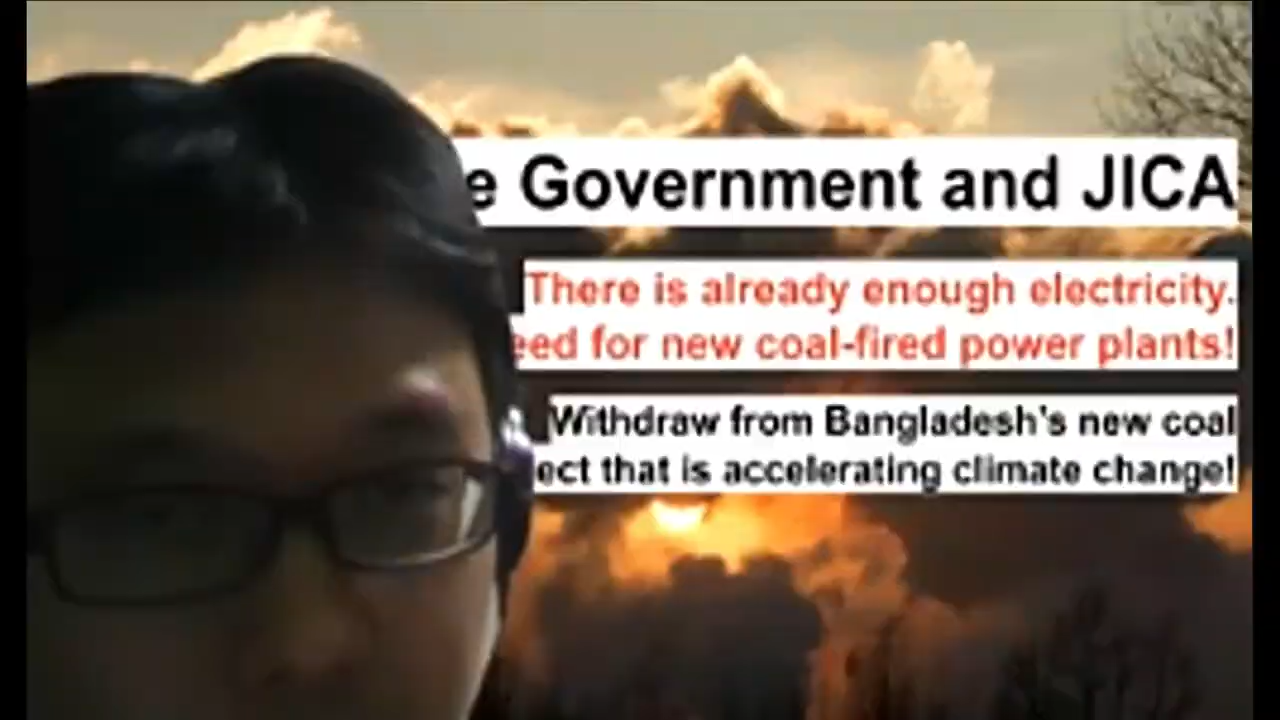 e Government and JICA
There is already enough electricity.
eed for new coal-fired power plants!
Withdraw from Bangladesh's new coal
ect that is accelerating climate change!